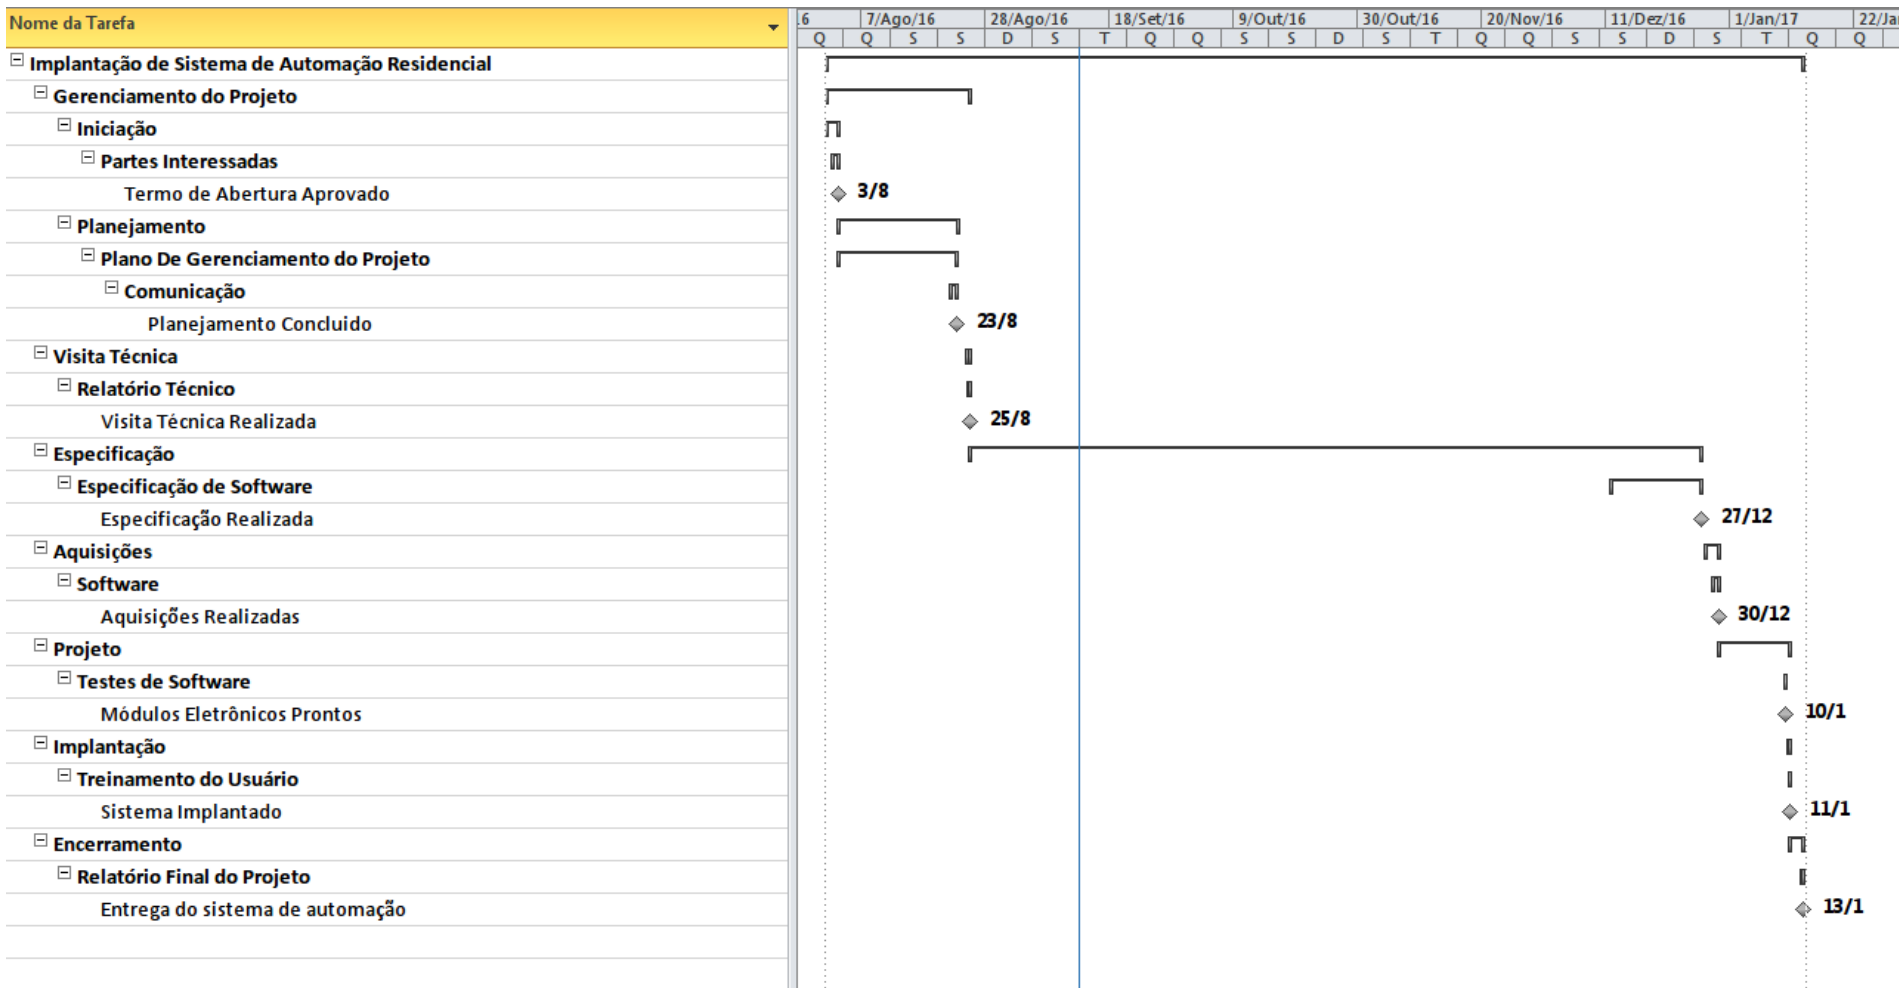 Nome da Tarefa
.6 7/Ago/16 28/Ago/16 18/Set/16 9/Out/16 30/Out/16 20/Nov/16 11/Dez/16 1/Jan/17 22/Ja
Q Q S S D S T Q Q S S D S T Q Q S S D S T Q Q
Implantação de Sistema de Automação Residencial
Gerenciamento do Projeto
Iniciação
Partes Interessadas
Termo de Abertura Aprovado 3/8
Planejamento
Plano De Gerenciamento do Projeto
Comunicação
Planejamento Concluido 23/8
Visita Técnica
Relatório Técnico
Visita Técnica Realizada 25/8
Especificação
Especificação de Software
Especificação Realizada 27/12
Aquisições
Software
Aquisições Realizadas 30/12
Projeto
Testes de Software
Módulos Eletrônicos Prontos 10/1
Implantação
Treinamento do Usuário
Sistema Implantado 11/1
Encerramento
Relatório Final do Projeto
Entrega do sistema de automação 13/1